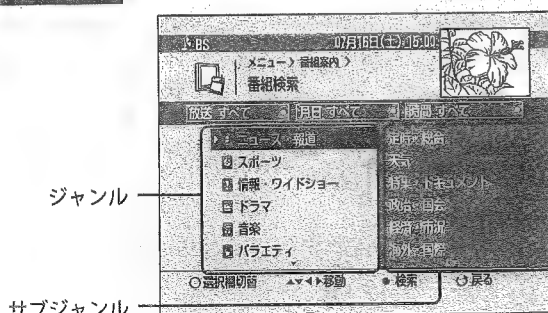 BS 07月16日(土) 15:00
メニュー〉番組案内〉
番組検索
放送 すべて 月日 すべて 時間 すべて
ニュース・報道 定時・総合
スポーツ 天気
情報・ワイドショー 特集・ドキュメント
ドラマ 政治・国会
音楽 経済・市況
バラエティ 海外・国際
選択欄切替 ▲▼◀▶移動 検索 戻る
ジャンル
サブジャンル